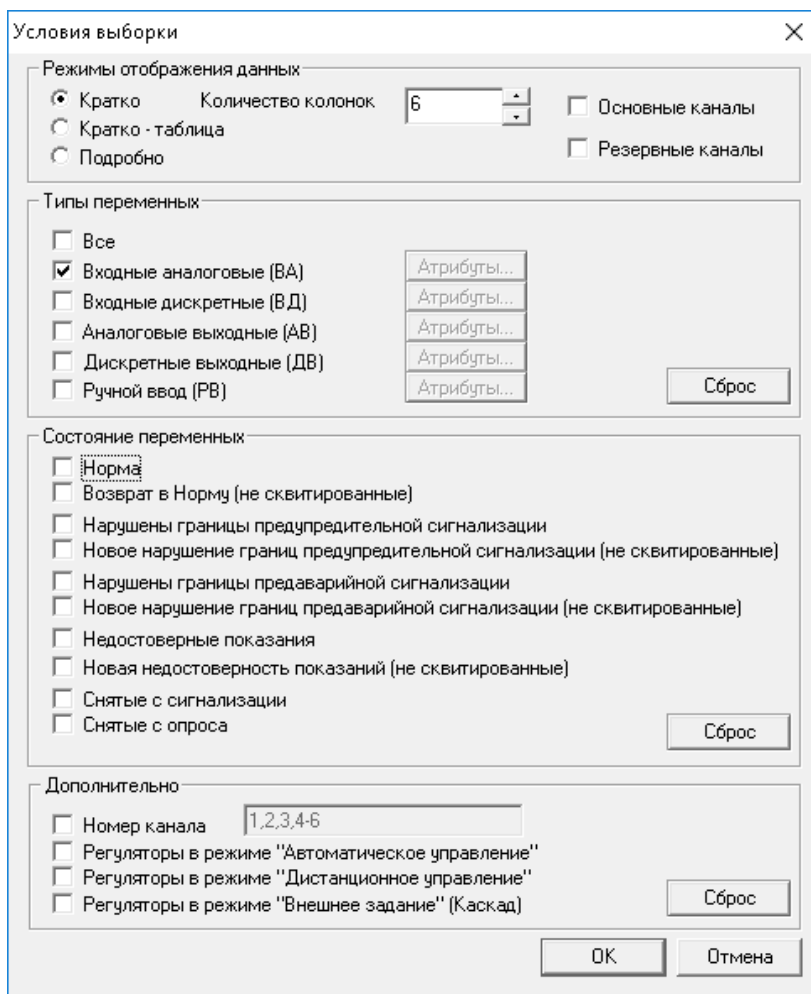 Условия выборки
Режимы отображения данных
Кратко Количество колонок 6
Кратко - таблица
Подробно
Основные каналы
Резервные каналы
Типы переменных
Все
Входные аналоговые (ВА) Атрибуты...
Входные дискретные (ВД) Атрибуты...
Аналоговые выходные (АВ) Атрибуты...
Дискретные выходные (ДВ) Атрибуты...
Ручной ввод (РВ) Атрибуты...
Сброс
Состояние переменных
Норма
Возврат в Норму (не сквитированные)
Нарушены границы предупредительной сигнализации
Новое нарушение границ предупредительной сигнализации (не сквитированные)
Нарушены границы предаварийной сигнализации
Новое нарушение границ предаварийной сигнализации (не сквитированные)
Недостоверные показания
Новая недостоверность показаний (не сквитированные)
Снятые с сигнализации
Снятые с опроса
Сброс
Дополнительно
Номер канала 1,2,3,4-6
Регуляторы в режиме "Автоматическое управление"
Регуляторы в режиме "Дистанционное управление"
Регуляторы в режиме "Внешнее задание" (Каскад)
Сброс
OK Отмена